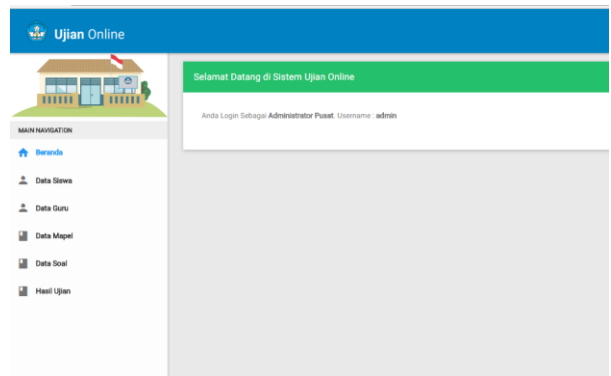 Ujian Online
Selamat Datang di Sistem Ujian Online
Anda Login Sebagai Administrator Pusat. Username : admin
MAIN NAVIGATION
Beranda
Data Siswa
Data Guru
Data Mapel
Data Soal
Hasil Ujian